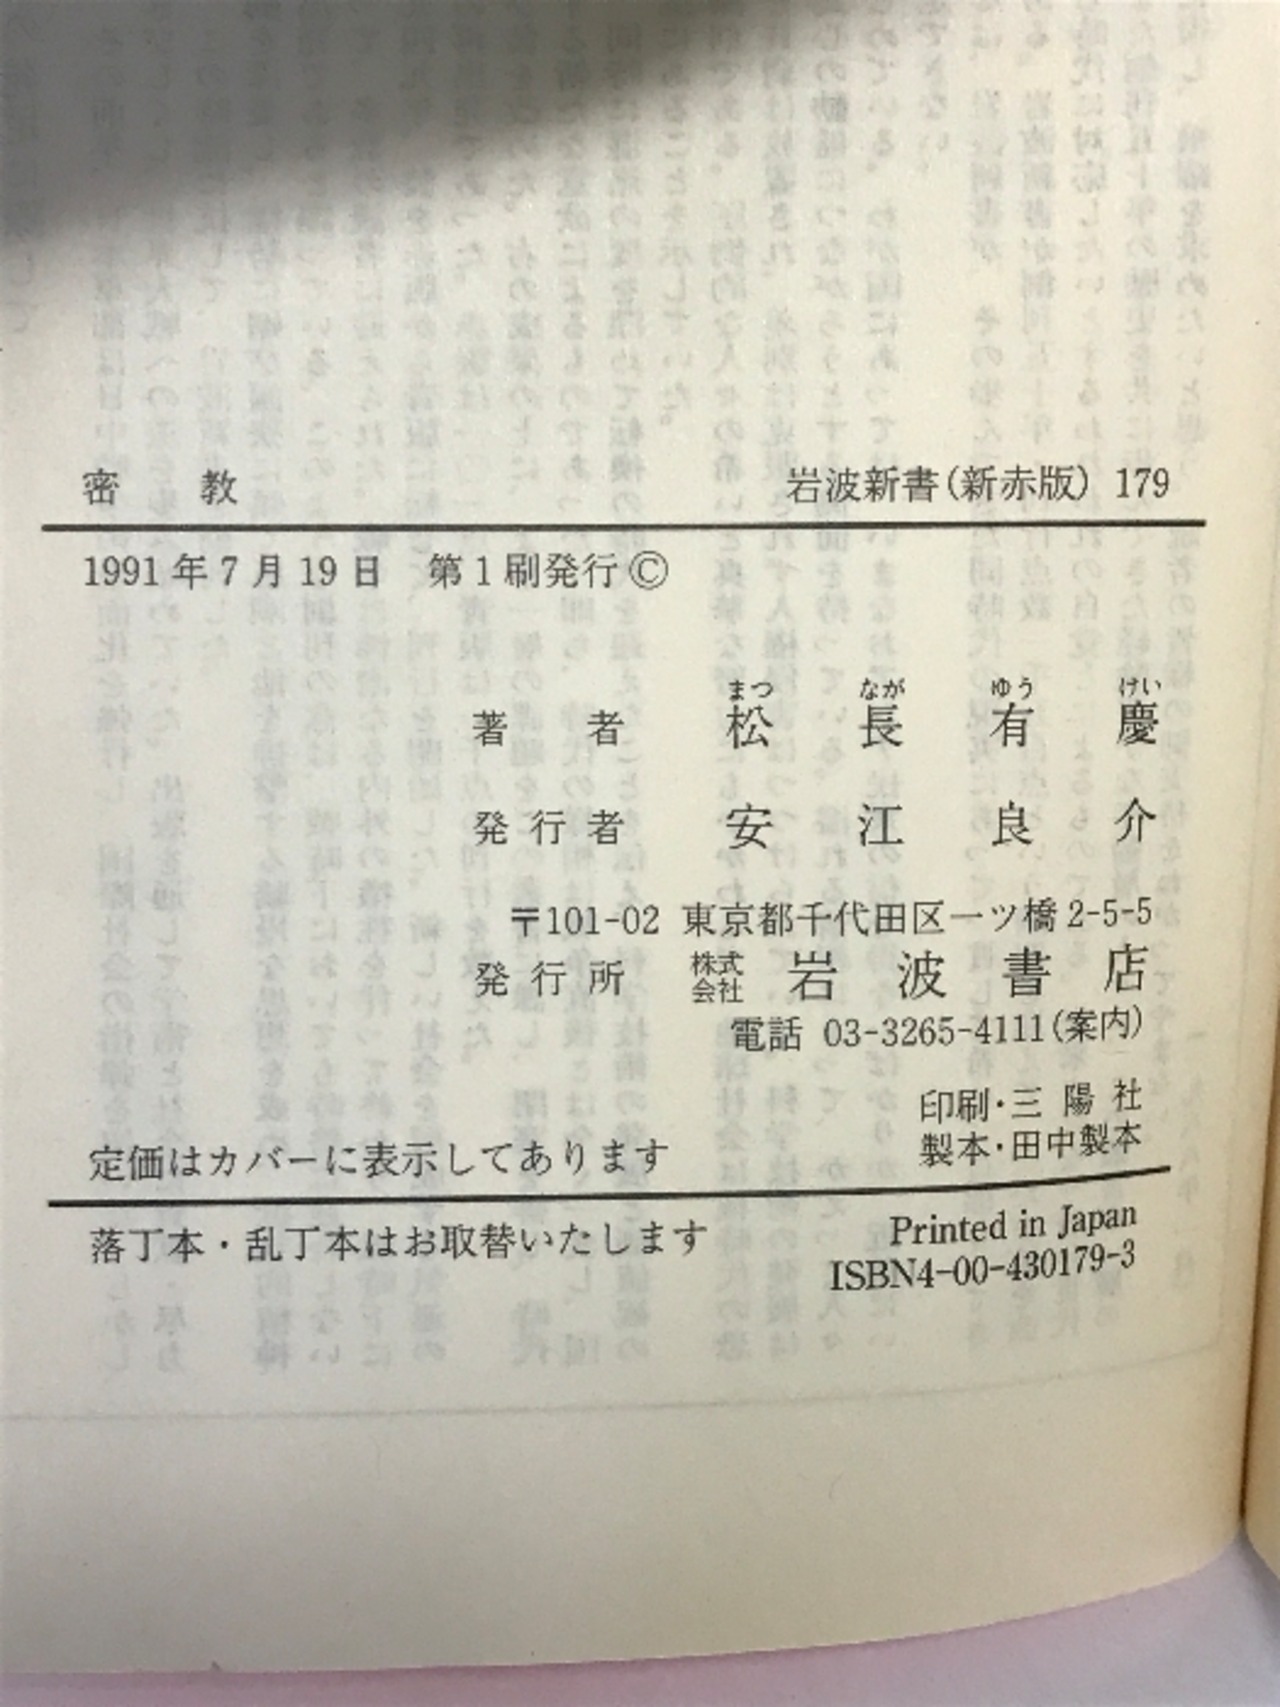 密 教 岩波新書(新赤版) 179
1991年7月19日 第1刷発行 ©
まつ なが ゆう けい
著 者 松 長 有 慶
発行者 安 江 良 介
〒101-02 東京都千代田区一ツ橋2-5-5
発行所 株式会社 岩 波 書 店
電話 03-3265-4111(案内)
印刷・三陽社
製本・田中製本
定価はカバーに表示してあります
落丁本・乱丁本はお取替いたします
Printed in Japan
ISBN4-00-430179-3